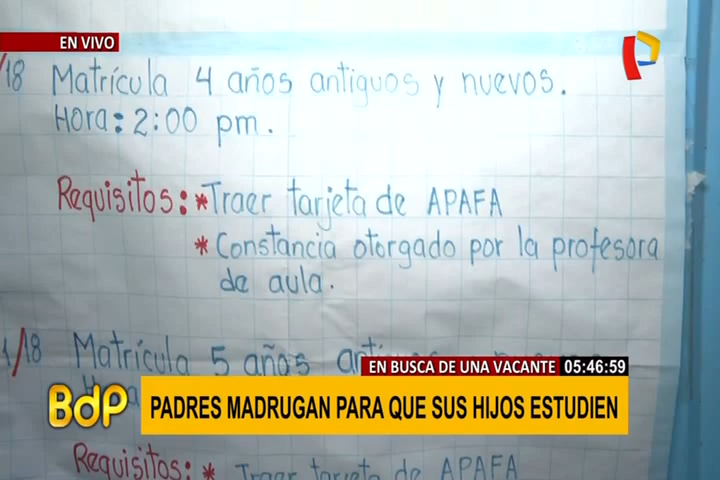 EN VIVO
/18 Matrícula 4 años antiguos y nuevos.
Hora: 2:00 pm.
Requisitos: * Traer tarjeta de APAFA
* Constancia otorgado por la profesora
de aula.
/18 Matrícula 5 años
EN BUSCA DE UNA VACANTE 05:46:59
BDP PADRES MADRUGAN PARA QUE SUS HIJOS ESTUDIEN
Requisitos: * Traer tarjeta de APAFA